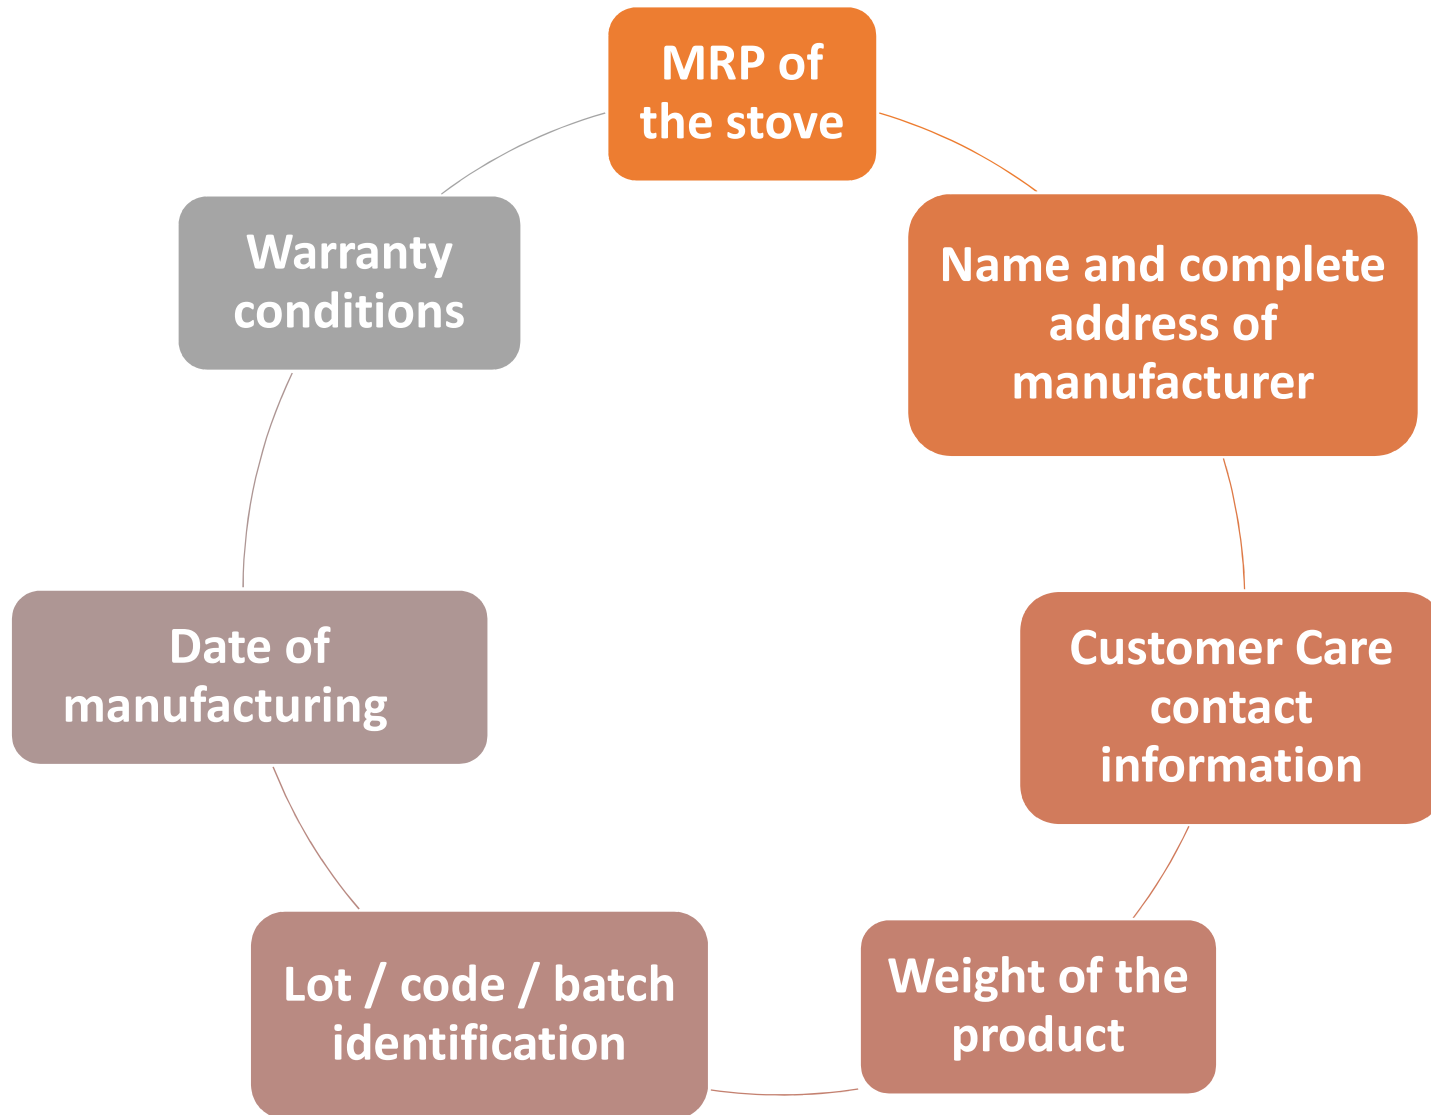 MRP of
the stove
Name and complete
address of
manufacturer
Customer Care
contact
information
Weight of the
product
Lot / code / batch
identification
Date of
manufacturing
Warranty
conditions